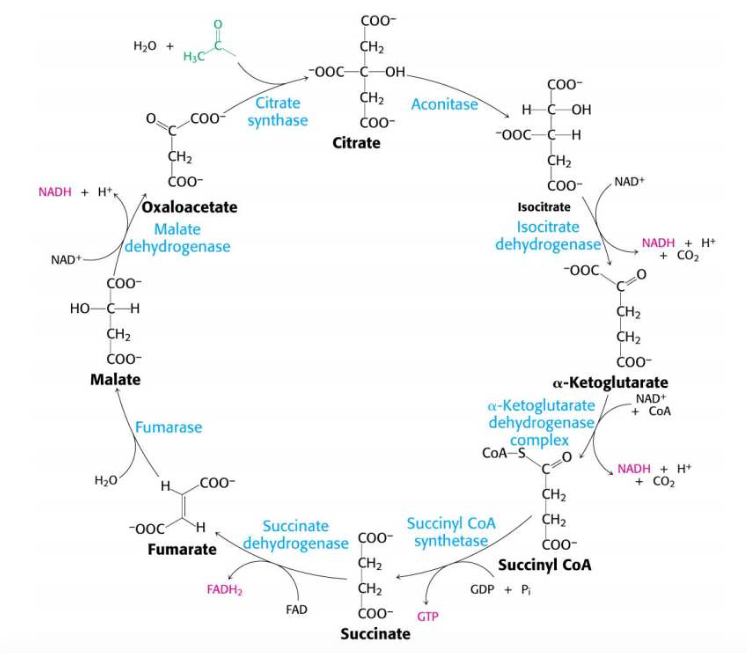 H₂O +
H₃C
O
C
Citrate
synthase
COO⁻
CH₂
⁻OOC—C—OH
CH₂
COO⁻
Citrate
Aconitase
COO⁻
H—C—OH
⁻OOC—C—H
CH₂
COO⁻
Isocitrate
NAD⁺
Isocitrate
dehydrogenase
NADH + H⁺
+ CO₂
⁻OOC
C
O
CH₂
CH₂
COO⁻
α-Ketoglutarate
α-Ketoglutarate
dehydrogenase
complex
NAD⁺
+ CoA
NADH + H⁺
+ CO₂
CoA—S
C
O
CH₂
CH₂
COO⁻
Succinyl CoA
Succinyl CoA
synthetase
GDP + Pᵢ
GTP
COO⁻
CH₂
CH₂
COO⁻
Succinate
Succinate
dehydrogenase
FAD
FADH₂
H
COO⁻
⁻OOC
H
Fumarate
Fumarase
H₂O
COO⁻
HO—C—H
CH₂
COO⁻
Malate
Malate
dehydrogenase
NAD⁺
NADH + H⁺
O
C
COO⁻
CH₂
COO⁻
Oxaloacetate